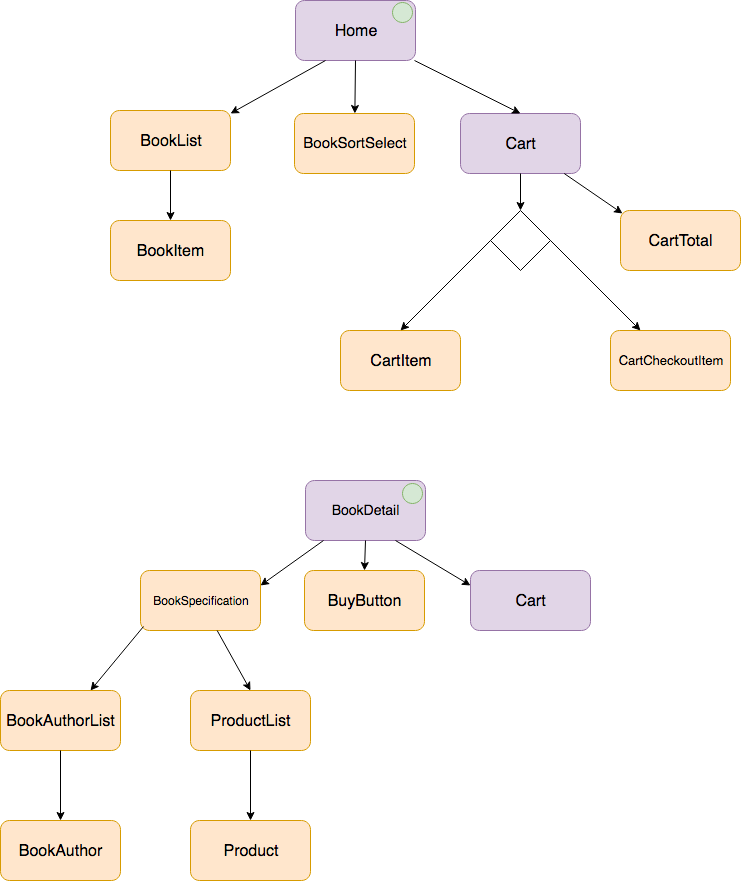 Home
BookList
BookSortSelect
Cart
BookItem
CartTotal
CartItem
CartCheckoutItem
BookDetail
BookSpecification
BuyButton
Cart
BookAuthorList
ProductList
BookAuthor
Product